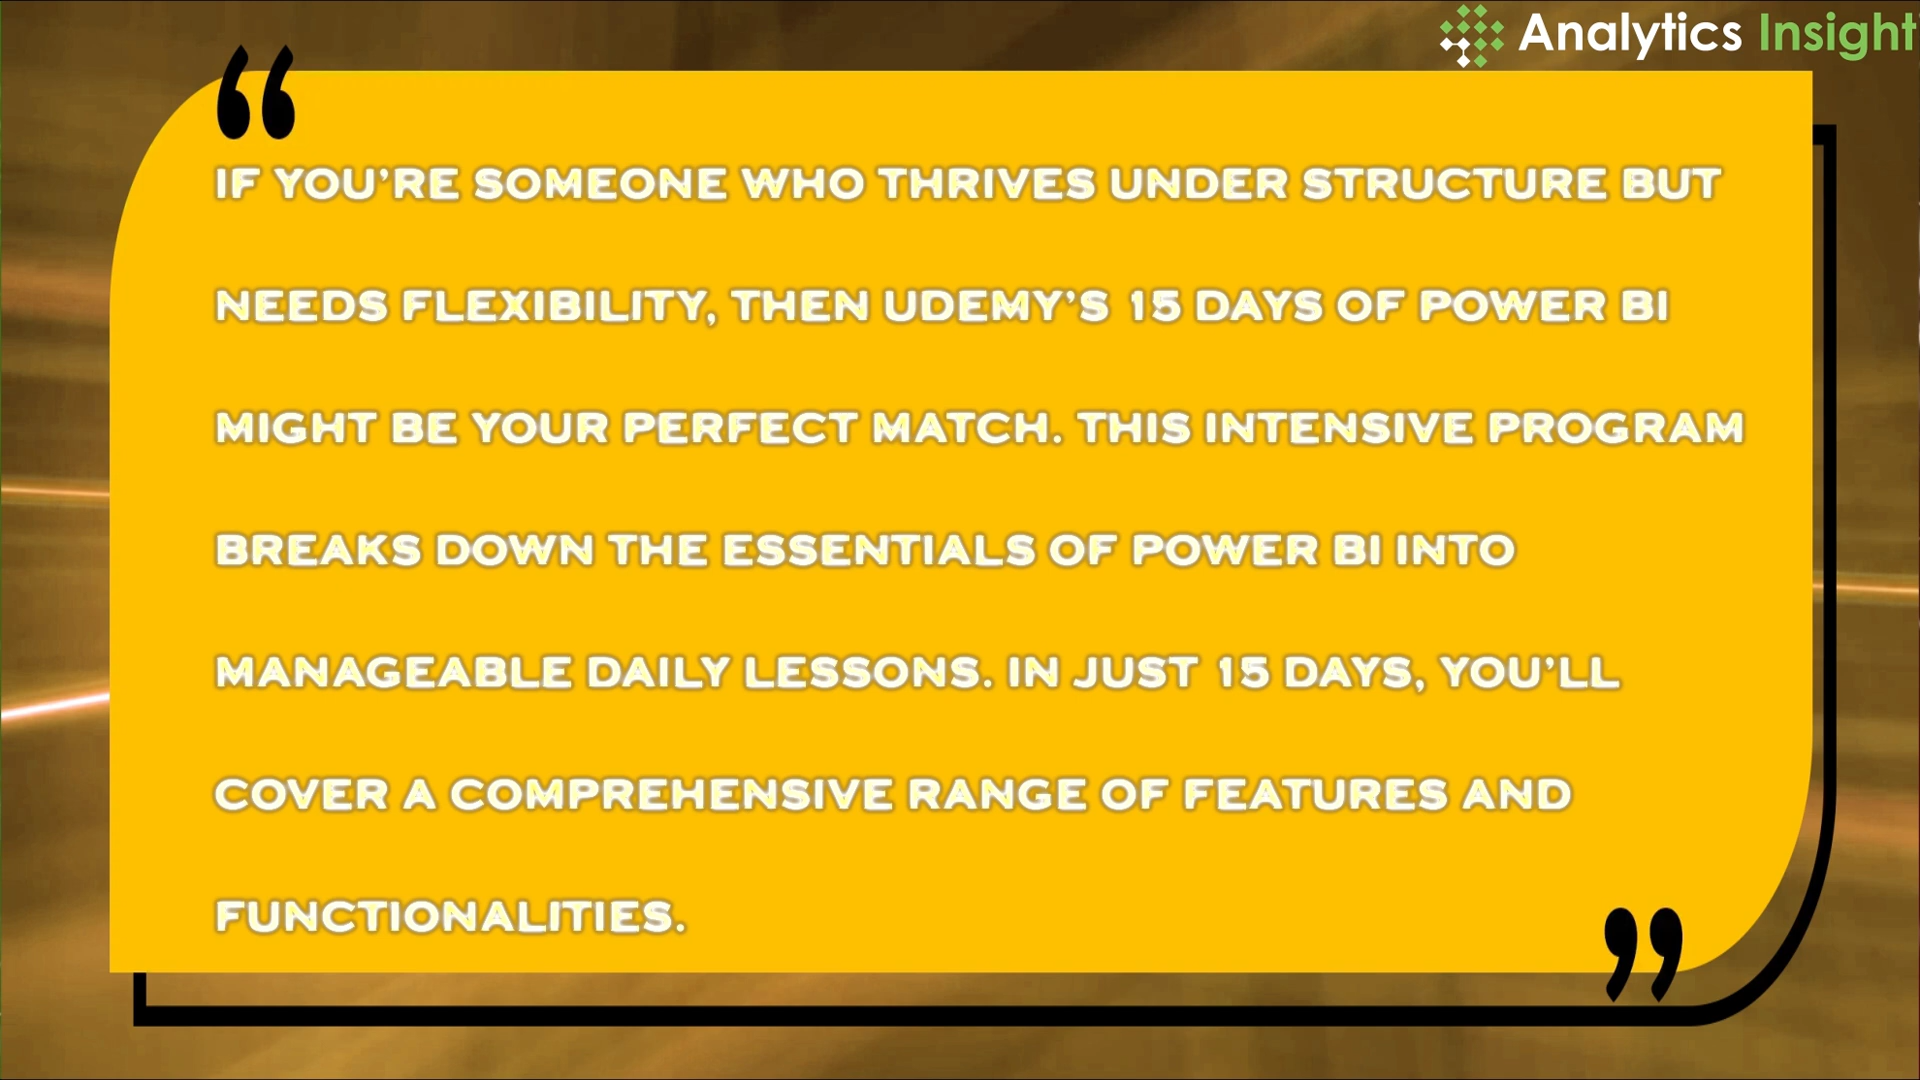 Analytics Insight
“
IF YOU’RE SOMEONE WHO THRIVES UNDER STRUCTURE BUT
NEEDS FLEXIBILITY, THEN UDEMY’S 15 DAYS OF POWER BI
MIGHT BE YOUR PERFECT MATCH. THIS INTENSIVE PROGRAM
BREAKS DOWN THE ESSENTIALS OF POWER BI INTO
MANAGEABLE DAILY LESSONS. IN JUST 15 DAYS, YOU’LL
COVER A COMPREHENSIVE RANGE OF FEATURES AND
FUNCTIONALITIES.
”